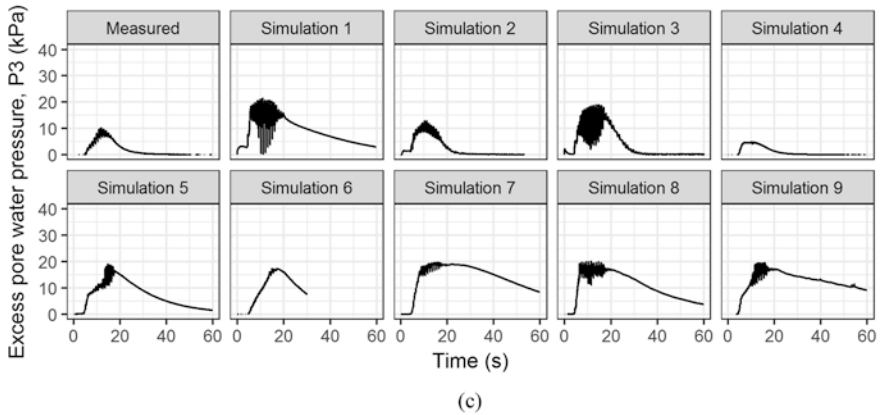 Excess pore water pressure, P3 (kPa)
Measured Simulation 1 Simulation 2 Simulation 3 Simulation 4
40
30
20
10
0
Simulation 5 Simulation 6 Simulation 7 Simulation 8 Simulation 9
40
30
20
10
0
0 20 40 60 0 20 40 60 0 20 40 60 0 20 40 60 0 20 40 60
Time (s)
(c)